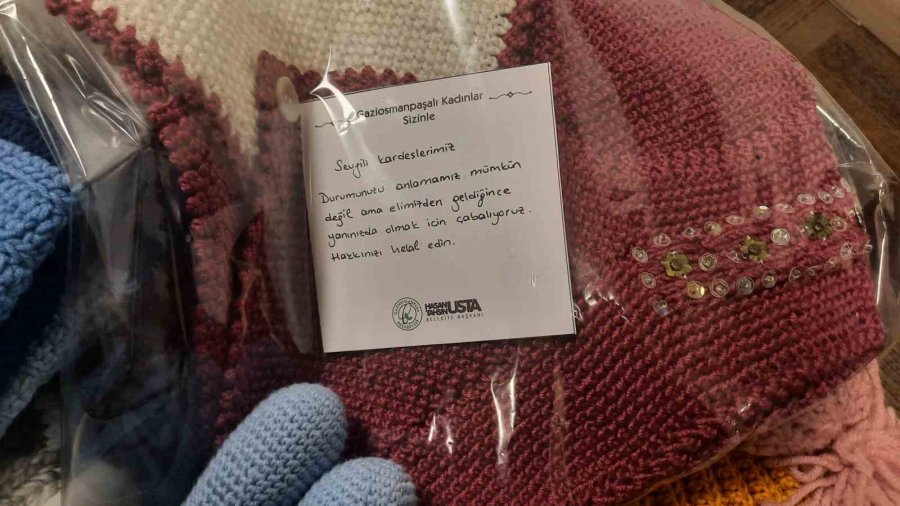 Gaziosmanpaşalı Kadınlar
Sizinle
Sevgili kardeşlerimiz
Durumunuzu anlamamız mümkün
değil ama elimizden geldiğince
yanınızda olmak için çabalıyoruz.
Hakkınızı helal edin.
HASAN
TAHSİN
USTA
BELEDİYE BAŞKANI